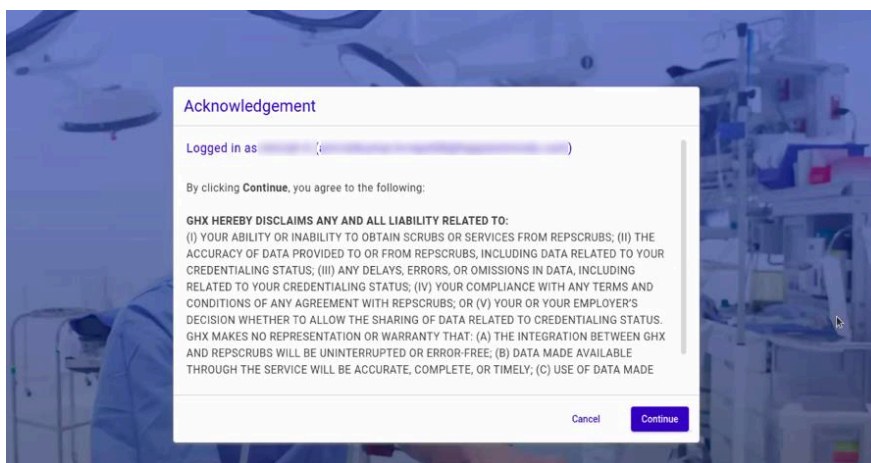 Acknowledgement
Logged in as ( )
By clicking Continue, you agree to the following:
GHX HEREBY DISCLAIMS ANY AND ALL LIABILITY RELATED TO:
(I) YOUR ABILITY OR INABILITY TO OBTAIN SCRUBS OR SERVICES FROM REPSCRUBS; (II) THE
ACCURACY OF DATA PROVIDED TO OR FROM REPSCRUBS, INCLUDING DATA RELATED TO YOUR
CREDENTIALING STATUS; (III) ANY DELAYS, ERRORS, OR OMISSIONS IN DATA, INCLUDING
RELATED TO YOUR CREDENTIALING STATUS; (IV) YOUR COMPLIANCE WITH ANY TERMS AND
CONDITIONS OF ANY AGREEMENT WITH REPSCRUBS; OR (V) YOUR OR YOUR EMPLOYER'S
DECISION WHETHER TO ALLOW THE SHARING OF DATA RELATED TO CREDENTIALING STATUS.
GHX MAKES NO REPRESENTATION OR WARRANTY THAT: (A) THE INTEGRATION BETWEEN GHX
AND REPSCRUBS WILL BE UNINTERRUPTED OR ERROR-FREE; (B) DATA MADE AVAILABLE
THROUGH THE SERVICE WILL BE ACCURATE, COMPLETE, OR TIMELY; (C) USE OF DATA MADE
Cancel Continue